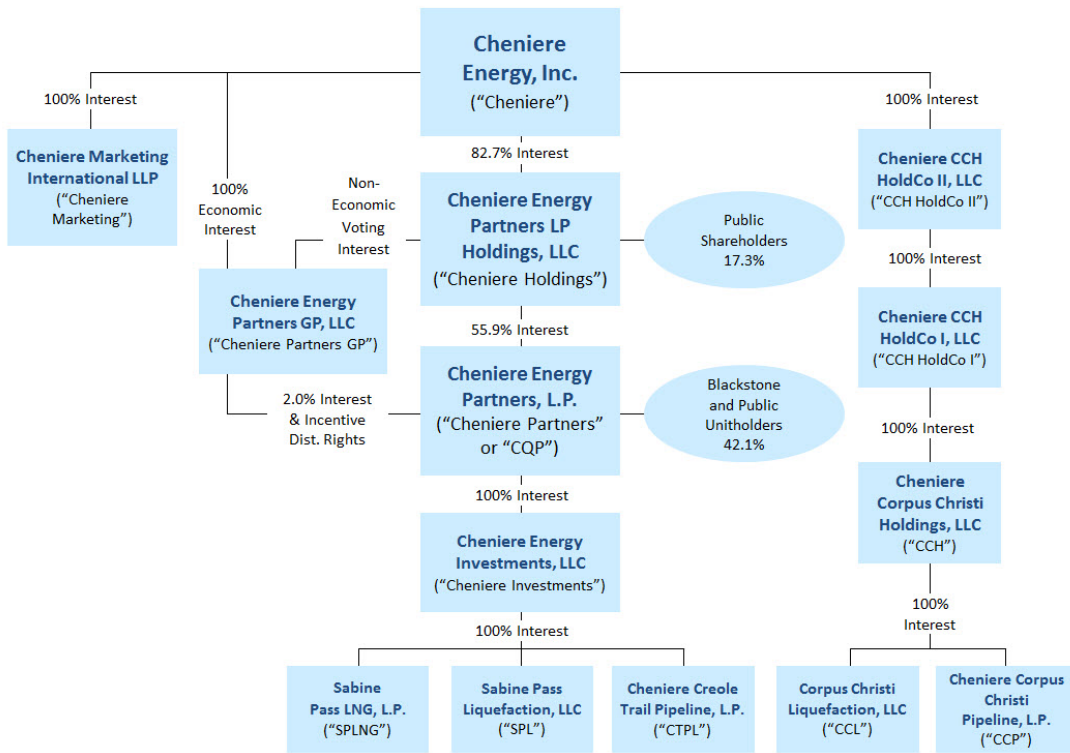 Cheniere
Energy, Inc.
(“Cheniere”)
100% Interest
100% Interest
82.7% Interest
Cheniere Marketing
International LLP
(“Cheniere
Marketing”)
100%
Economic
Interest
Non-
Economic
Voting
Interest
Cheniere Energy
Partners LP
Holdings, LLC
(“Cheniere Holdings”)
Public
Shareholders
17.3%
Cheniere CCH
HoldCo II, LLC
(“CCH HoldCo II”)
100% Interest
Cheniere Energy
Partners GP, LLC
(“Cheniere Partners GP”)
55.9% Interest
Cheniere CCH
HoldCo I, LLC
(“CCH HoldCo I”)
2.0% Interest
& Incentive
Dist. Rights
Cheniere Energy
Partners, L.P.
(“Cheniere Partners”
or “CQP”)
Blackstone
and Public
Unitholders
42.1%
100% Interest
100% Interest
Cheniere
Corpus Christi
Holdings, LLC
(“CCH”)
Cheniere Energy
Investments, LLC
(“Cheniere Investments”)
100% Interest
100%
Interest
Sabine
Pass LNG, L.P.
(“SPLNG”)
Sabine Pass
Liquefaction, LLC
(“SPL”)
Cheniere Creole
Trail Pipeline, L.P.
(“CTPL”)
Corpus Christi
Liquefaction, LLC
(“CCL”)
Cheniere Corpus
Christi
Pipeline, L.P.
(“CCP”)